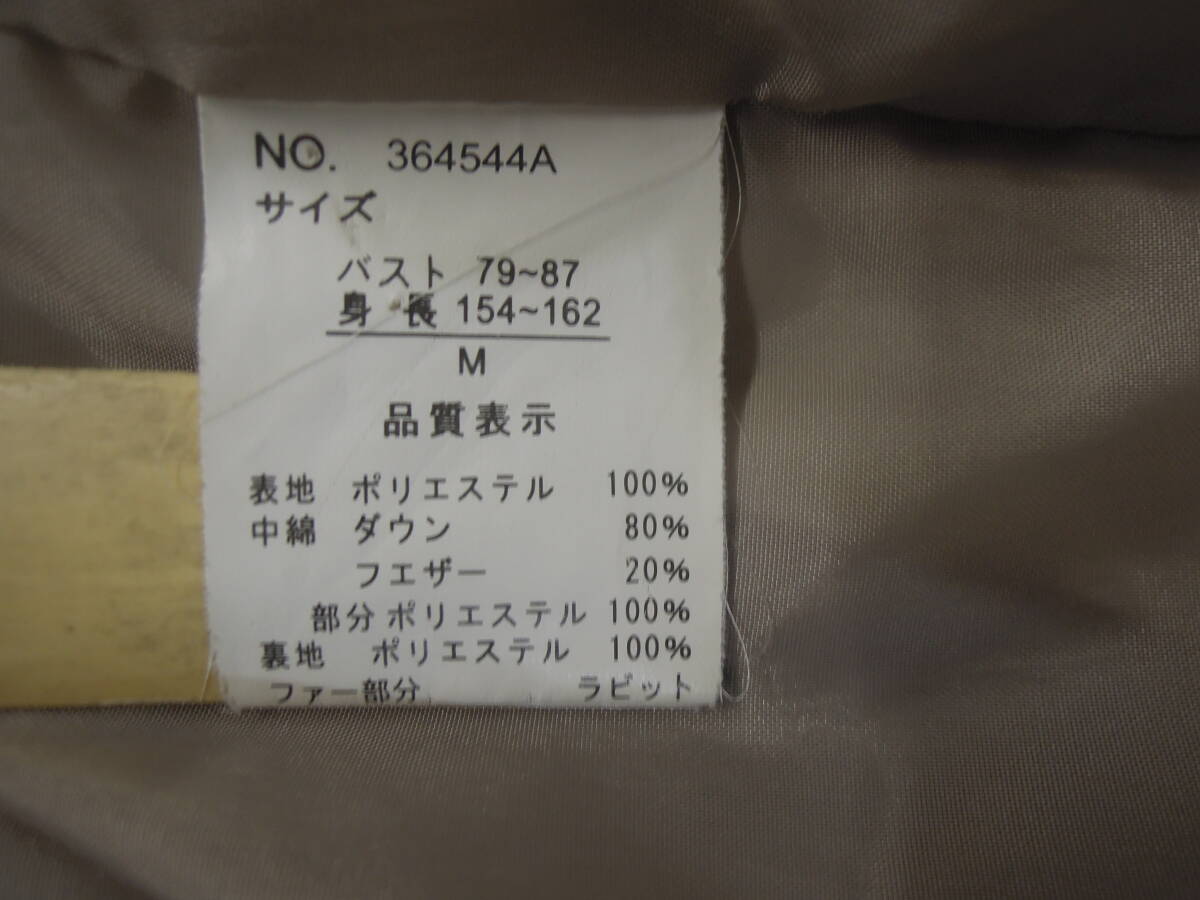 NO. 364544A
サイズ
バスト 79~87
身長 154~162
M
品質表示
表地 ポリエステル 100%
中綿 ダウン 80%
フエザー 20%
部分 ポリエステル 100%
裏地 ポリエステル 100%
ファー部分 ラビット